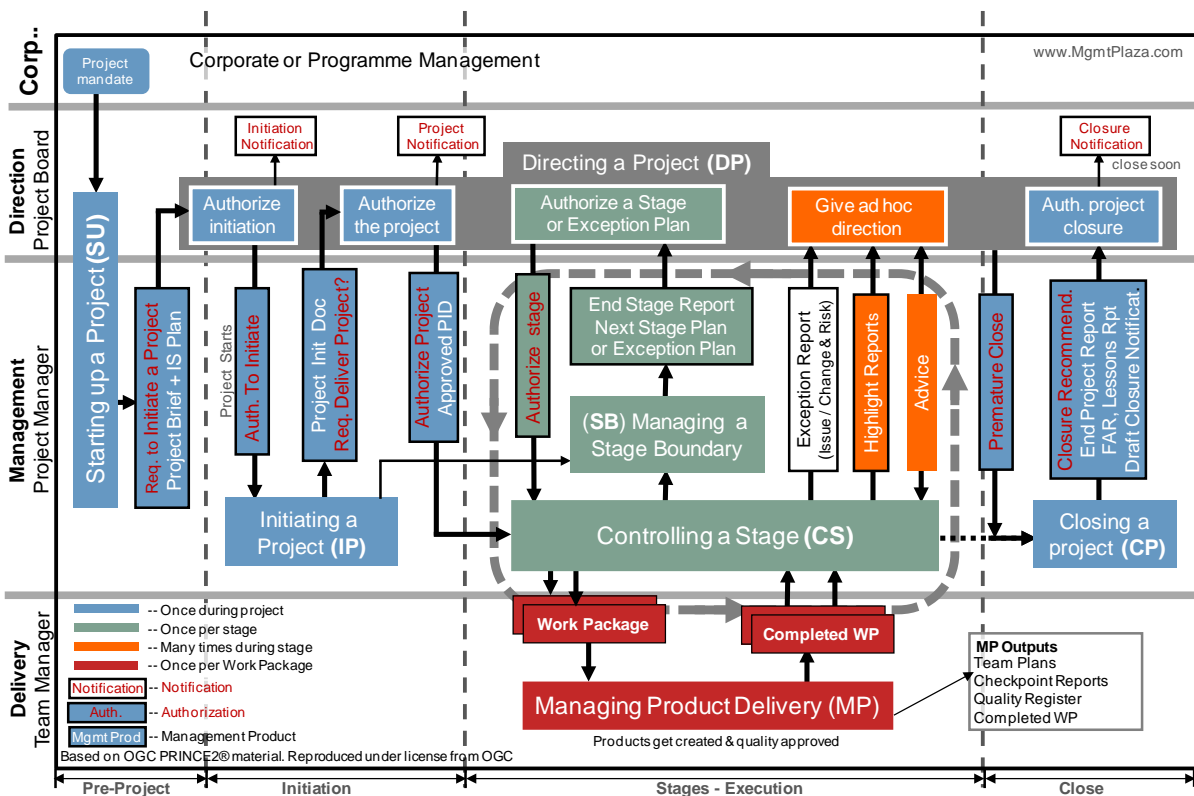 Corp..
Project
mandate
Corporate or Programme Management
www.MgmtPlaza.com
Direction
Project Board
Initiation
Notification
Project
Notification
Closure
Notification
close soon
Directing a Project (DP)
Authorize
initiation
Authorize
the project
Authorize a Stage
or Exception Plan
Give ad hoc
direction
Auth. project
closure
Management
Project Manager
Starting up a Project (SU)
Req. to Initiate a Project
Project Brief + IS Plan
Project Starts
Auth. To Initiate
Project Init Doc
Req. Deliver Project?
Authorize Project
Approved PID
Authorize stage
End Stage Report
Next Stage Plan
or Exception Plan
Exception Report
(Issue / Change & Risk)
Highlight Reports
Advice
Premature Close
Closure Recommend.
End Project Report
FAR, Lessons Rpt
Draft Closure Notificat.
(SB) Managing a
Stage Boundary
Initiating a
Project (IP)
Controlling a Stage (CS)
Closing a
project (CP)
Delivery
Team Manager
-- Once during project
-- Once per stage
-- Many times during stage
-- Once per Work Package
Notification -- Notification
Auth. -- Authorization
Mgmt Prod -- Management Product
Work Package
Completed WP
Managing Product Delivery (MP)
Products get created & quality approved
MP Outputs
Team Plans
Checkpoint Reports
Quality Register
Completed WP
Based on OGC PRINCE2® material. Reproduced under license from OGC
Pre-Project
Initiation
Stages - Execution
Close